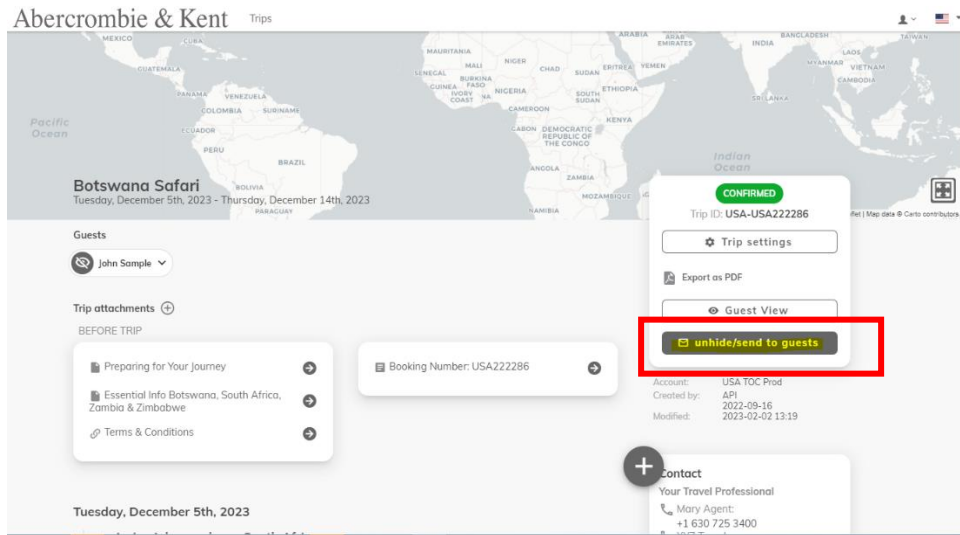 Abercrombie & Kent Trips
MEXICO
CUBA
GUATEMALA
PANAMA
VENEZUELA
COLOMBIA
SURINAME
ECUADOR
PERU
BRAZIL
BOLIVIA
PARAGUAY
Pacific
Ocean
MAURITANIA
MALI
NIGER
CHAD
SUDAN
ERITREA
YEMEN
SENEGAL
BURKINA
FASO
GUINEA
IVORY
COAST
NIGERIA
SOUTH
SUDAN
ETHIOPIA
CAMEROON
KENYA
GABON
DEMOCRATIC
REPUBLIC OF
THE CONGO
ANGOLA
ZAMBIA
MOZAMBIQUE
NAMIBIA
ARABIA
ARAB
EMIRATES
INDIA
BANGLADESH
TAIWAN
LAOS
MYANMAR
VIETNAM
CAMBODIA
SRI LANKA
Indian
Ocean
Botswana Safari
Tuesday, December 5th, 2023 - Thursday, December 14th, 2023
CONFIRMED
Trip ID: USA-USA222286
Map data © Carto contributors
Trip settings
Export as PDF
Guest View
unhide/send to guests
Account: USA TOC Prod
Created by: API
2022-09-16
Modified: 2023-02-02 13:19
Guests
John Sample
Trip attachments
BEFORE TRIP
Preparing for Your Journey
Essential Info Botswana, South Africa,
Zambia & Zimbabwe
Terms & Conditions
Booking Number: USA222286
Contact
Your Travel Professional
Mary Agent:
+1 630 725 3400
Tuesday, December 5th, 2023